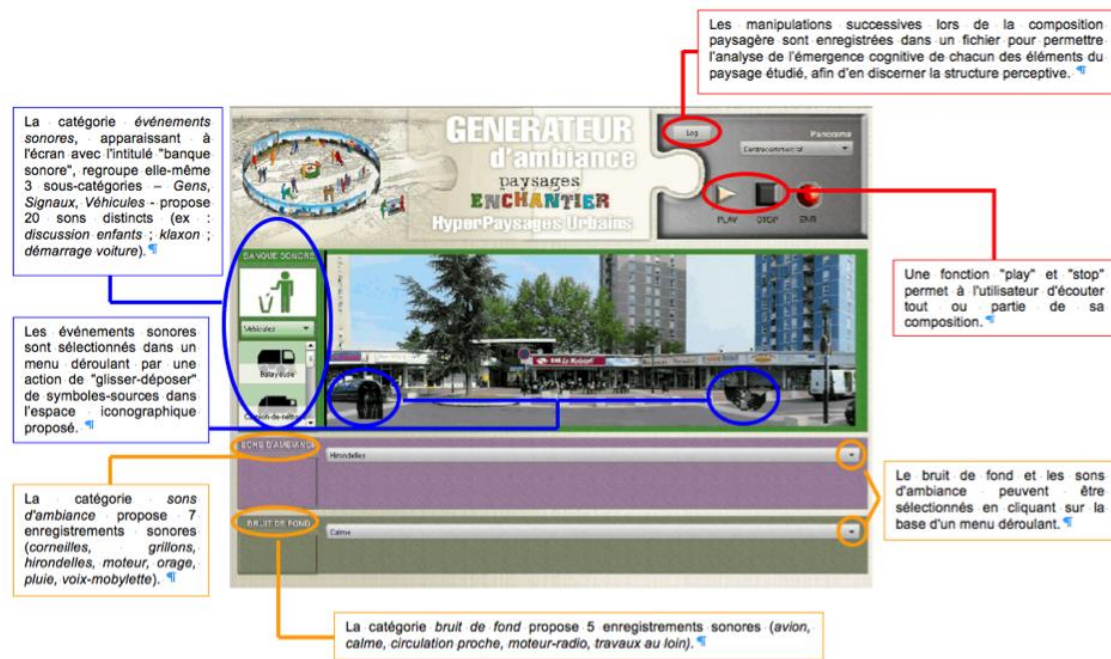 Les manipulations successives lors de la composition
paysagère sont enregistrées dans un fichier pour permettre
l'analyse de l'émergence cognitive de chacun des éléments du
paysage étudié, afin d'en discerner la structure perceptive. ¶
La catégorie événements
sonores, apparaissant à
l'écran avec l'intitulé "banque
sonore", regroupe elle-même
3 sous-catégories – Gens,
Signaux, Véhicules - propose
20 sons distincts (ex :
discussion enfants ; klaxon ;
démarrage voiture). ¶
Les événements sonores
sont sélectionnés dans un
menu déroulant par une
action de "glisser-déposer"
de symboles-sources dans
l'espace iconographique
proposé. ¶
La catégorie sons
d'ambiance propose 7
enregistrements sonores
(corneilles, grillons,
hirondelles, moteur, orage,
pluie, voix-mobylette). ¶
GENERATEUR
d'ambiance
paysages
ENCHANTIER
HyperPaysages Urbains
Log
Panorama
Centrecommercial
PLAY STOP ENR
BANQUE SONORE
Véhicules
Balayeuse
SONS D'AMBIANCE
Hirondelles
BRUIT DE FOND
Calme
Une fonction "play" et "stop"
permet à l'utilisateur d'écouter
tout ou partie de sa
composition. ¶
Le bruit de fond et les sons
d'ambiance peuvent être
sélectionnés en cliquant sur la
base d'un menu déroulant. ¶
La catégorie bruit de fond propose 5 enregistrements sonores (avion,
calme, circulation proche, moteur-radio, travaux au loin). ¶